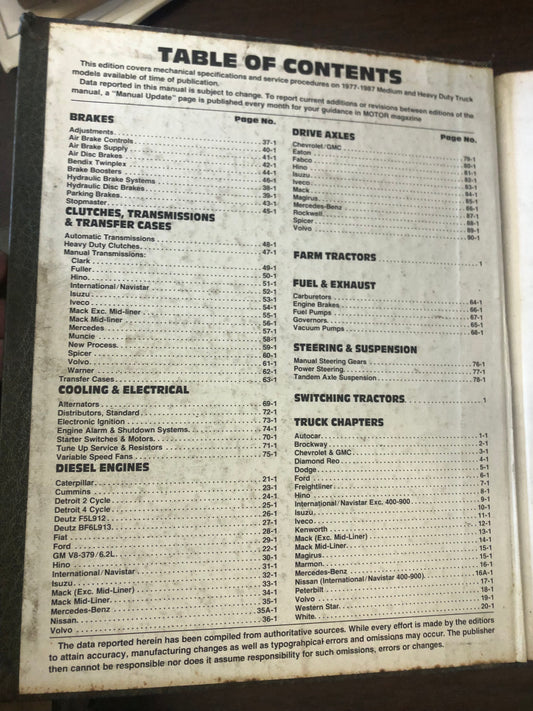 TABLE OF CONTENTS
This edition covers mechanical specifications and service procedures on 1977-1987 Medium and Heavy Duty Truck
models available of time of publication.
Data reported in this manual is subject to change. To report current additions or revisions between editions of the
manual, a "Manual Update" page is published every month for your guidance in MOTOR magazine
BRAKES Page No.
Adjustments 37-1
Air Brake Controls 40-1
Air Brake Supply 41-1
Air Disc Brakes 42-1
Bendix Twinplex 44-1
Brake Boosters 46-1
Hydraulic Brake Systems 38-1
Hydraulic Disc Brakes 39-1
Parking Brakes 43-1
Stopmaster 45-1
CLUTCHES, TRANSMISSIONS
& TRANSFER CASES
Automatic Transmissions 48-1
Heavy Duty Clutches 47-1
Manual Transmissions:
Clark 49-1
Fuller 50-1
Hino 51-1
International/Navistar 52-1
Isuzu 53-1
Iveco 54-1
Mack Exc. Mid-liner 55-1
Mack Mid-liner 56-1
Mercedes 57-1
Muncie 58-1
New Process 59-1
Spicer 60-1
Volvo 61-1
Warner 62-1
Transfer Cases 63-1
COOLING & ELECTRICAL
Alternators 69-1
Distributors, Standard 72-1
Electronic Ignition 73-1
Engine Alarm & Shutdown Systems 74-1
Starter Switches & Motors 70-1
Tune Up Service & Resistors 71-1
Variable Speed Fans 75-1
DIESEL ENGINES
Caterpillar 21-1
Cummins 23-1
Detroit 2 Cycle 24-1
Detroit 4 Cycle 25-1
Deutz F5L912 26-1
Deutz BF6L913 27-1
Fiat 28-1
Ford 29-1
GM V8-379/6.2L 22-1
Hino 30-1
International/Navistar 31-1
Isuzu 32-1
Mack (Exc. Mid-Liner) 33-1
Mack Mid-Liner 34-1
Mercedes-Benz 35-1
Nissan 35A-1
Volvo 36-1
DRIVE AXLES Page No.
Chevrolet/GMC 79-1
Eaton 80-1
Fabco 81-1
Hino 82-1
Isuzu 83-1
Iveco 84-1
Mack 85-1
Magirus 86-1
Mercedes-Benz 87-1
Rockwell 88-1
Spicer 89-1
Volvo 90-1
FARM TRACTORS 1
FUEL & EXHAUST
Carburetors 64-1
Engine Brakes 66-1
Fuel Pumps 67-1
Governors 65-1
Vacuum Pumps 68-1
STEERING & SUSPENSION
Manual Steering Gears 76-1
Power Steering 77-1
Tandem Axle Suspension 78-1
SWITCHING TRACTORS 1
TRUCK CHAPTERS
Autocar 1-1
Brockway 2-1
Chevrolet & GMC 3-1
Diamond Reo 4-1
Dodge 5-1
Ford 6-1
Freightliner 7-1
Hino 8-1
International/Navistar Exc. 400-900 9-1
Isuzu 10-1
Iveco 11-1
Kenworth 12-1
Mack (Exc. Mid-Liner) 13-1
Mack Mid-Liner 14-1
Magirus 15-1
Marmon 15-1
Mercedes-Benz 16-1
Nissan (International/Navistar 400-900) 16A-1
Peterbilt 17-1
Volvo 18-1
Western Star 19-1
White 20-1
The data reported herein has been compiled from authoritative sources. While every effort is made by the editiors
to attain accuracy, manufacturing changes as well as typograhpical errors and omissions may occur. The publisher
then cannot be responsible nor does it assume responsibility for such omissions, errors or changes.